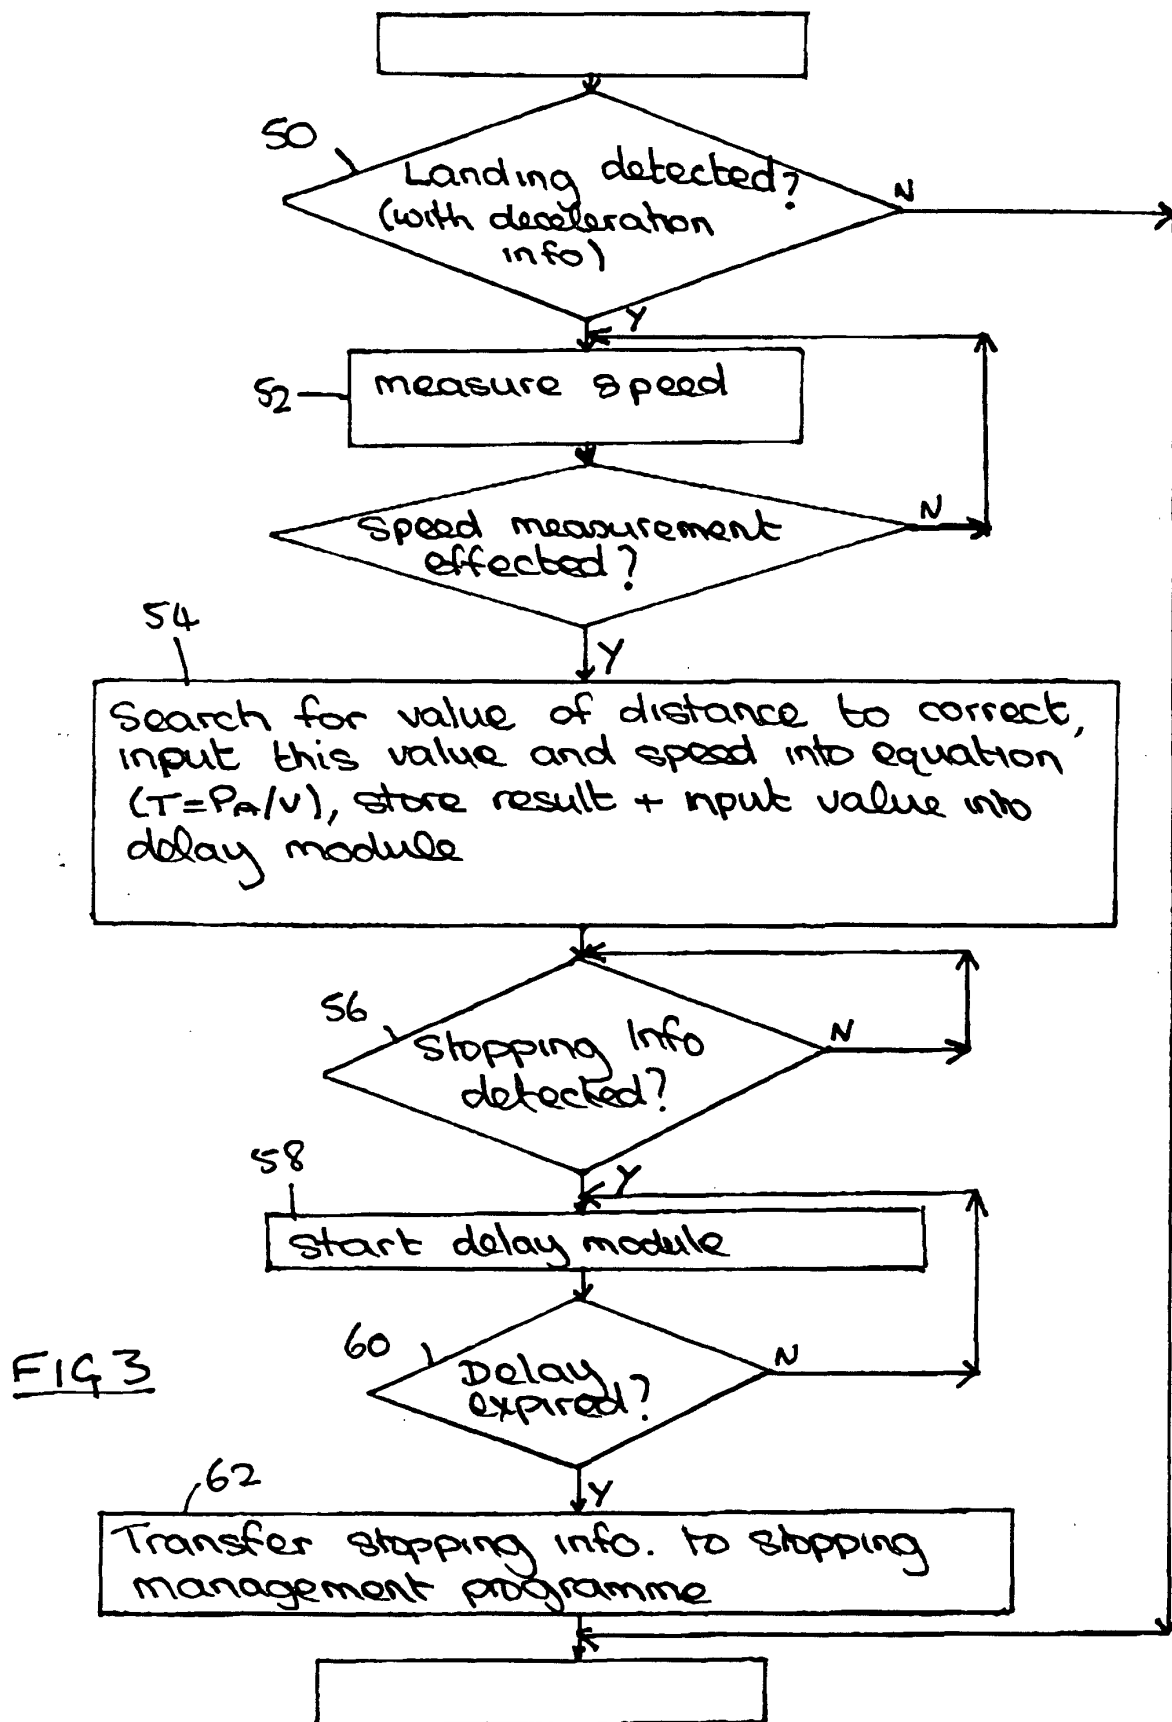 50
Landing detected?
(with deceleration
info)
N
Y
52
measure speed
N
Speed measurement
effected?
54
Y
Search for value of distance to correct,
input this value and speed into equation
(T=PA/V), store result + input value into
delay module
56
N
Stopping Info
detected?
58
Y
Start delay module
60
N
Delay
expired?
FIG 3
62
Y
Transfer stopping info. to stopping
management programme